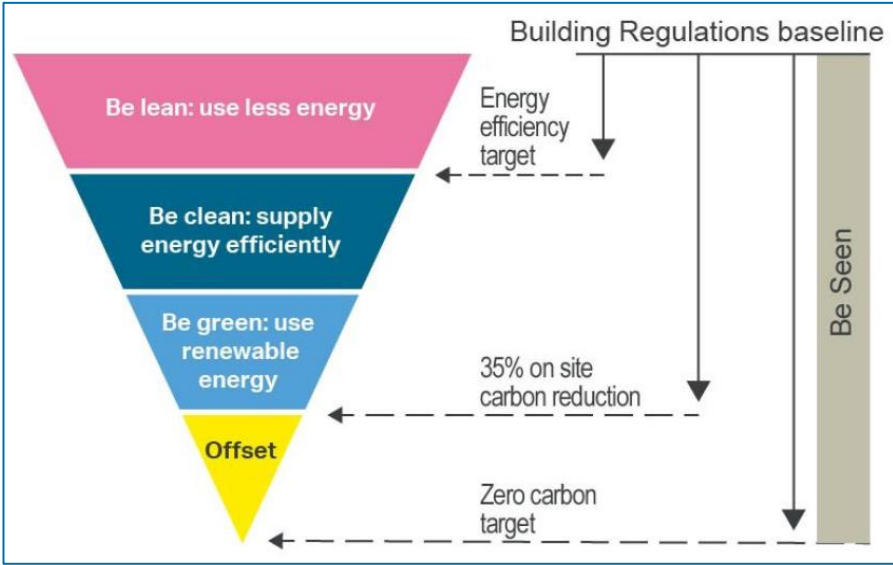 Building Regulations baseline
Be lean: use less energy
Energy
efficiency
target
Be clean: supply
energy efficiently
Be green: use
renewable
energy
35% on site
carbon reduction
Offset
Zero carbon
target
Be Seen